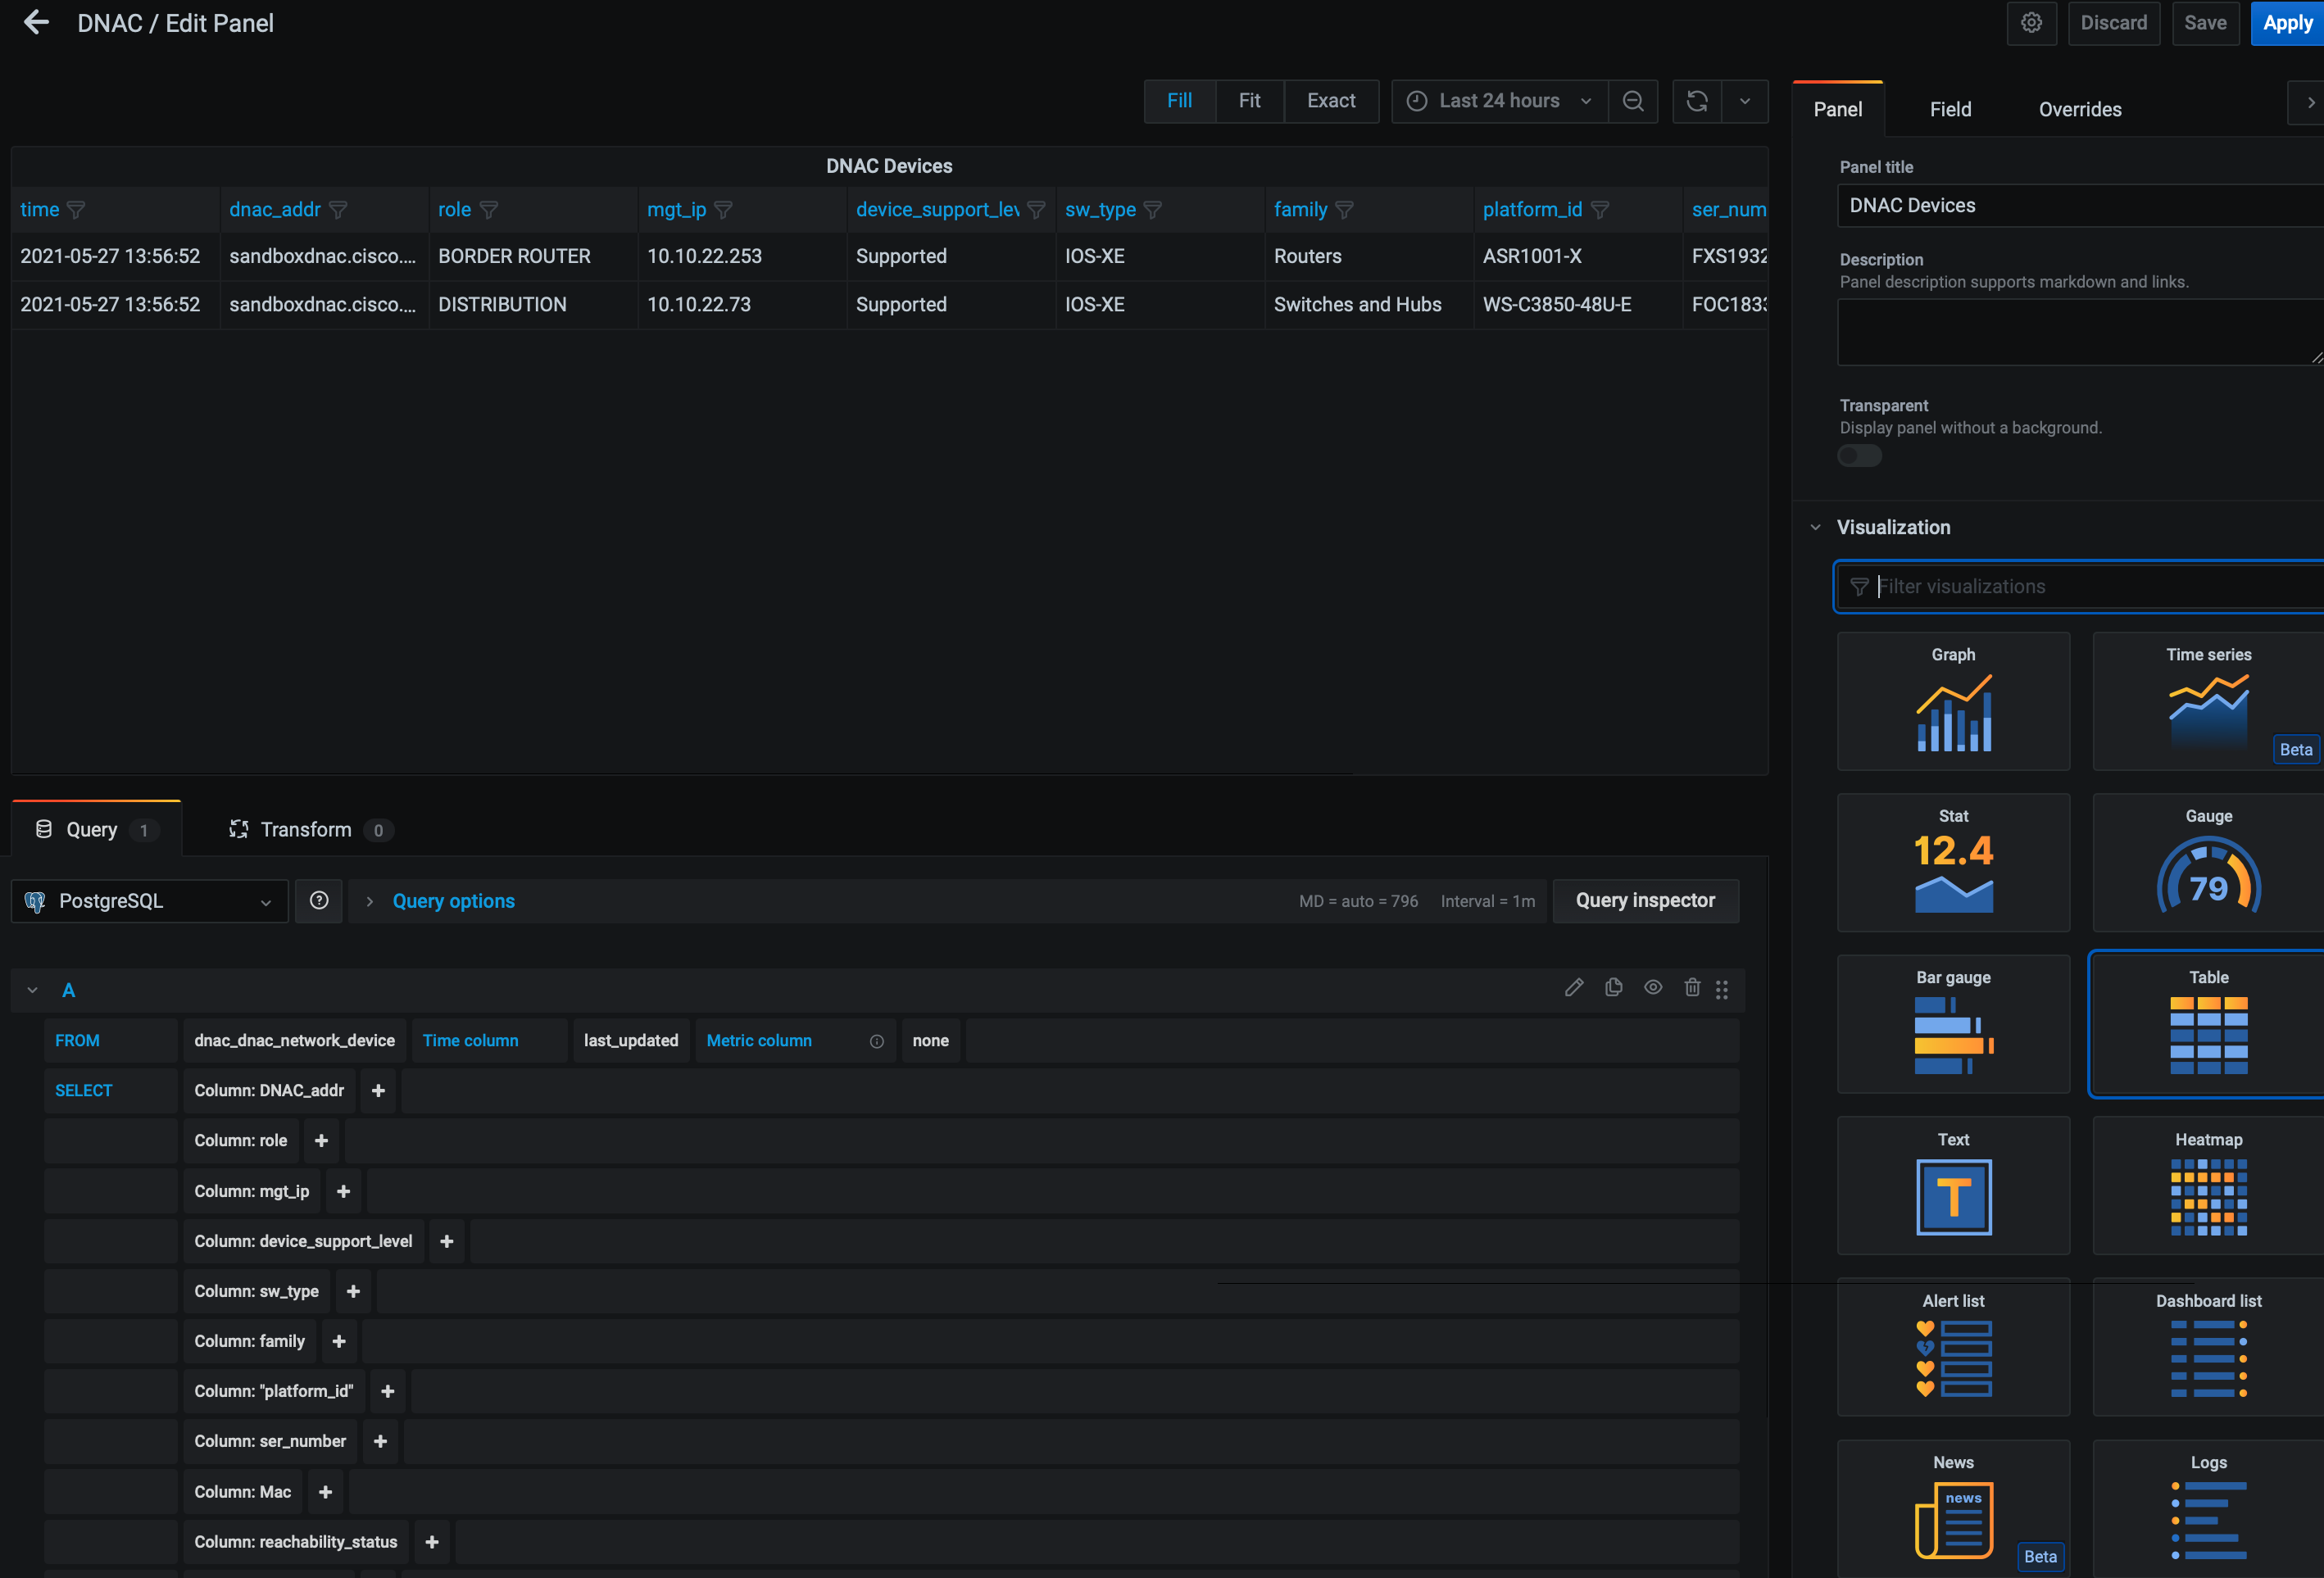 DNAC / Edit Panel
Discard Save Apply
Fill Fit Exact Last 24 hours
Panel Field Overrides
DNAC Devices
time dnac_addr role mgt_ip device_support_lev sw_type family platform_id ser_num
2021-05-27 13:56:52 sandboxdnac.cisco.... BORDER ROUTER 10.10.22.253 Supported IOS-XE Routers ASR1001-X FXS1932
2021-05-27 13:56:52 sandboxdnac.cisco.... DISTRIBUTION 10.10.22.73 Supported IOS-XE Switches and Hubs WS-C3850-48U-E FOC1833
Query 1 Transform 0
PostgreSQL Query options MD = auto = 796 Interval = 1m Query inspector
A
FROM dnac_dnac_network_device Time column last_updated Metric column none
SELECT Column: DNAC_addr +
Column: role +
Column: mgt_ip +
Column: device_support_level +
Column: sw_type +
Column: family +
Column: "platform_id" +
Column: ser_number +
Column: Mac +
Column: reachability_status +
Panel title
DNAC Devices
Description
Panel description supports markdown and links.
Transparent
Display panel without a background.
Visualization
Filter visualizations
Graph Time series
Beta
Stat Gauge
12.4 79
Bar gauge Table
Text Heatmap
T
Alert list Dashboard list
News Logs
news
Beta